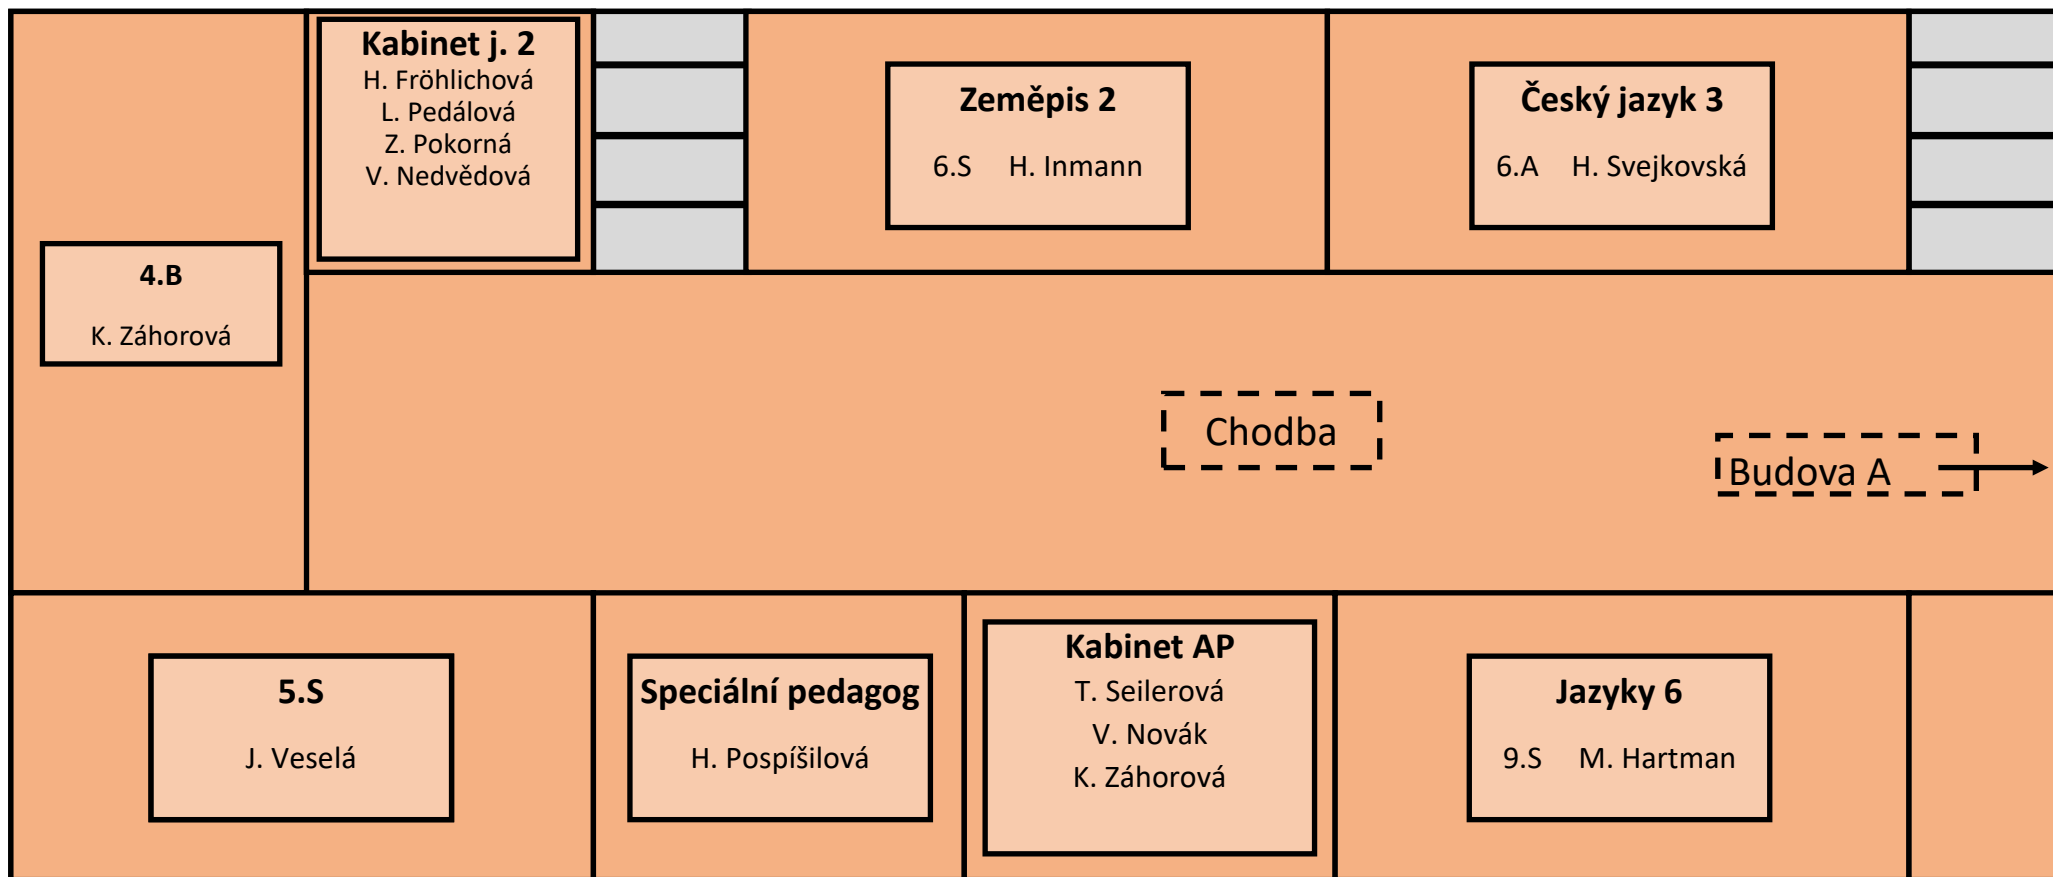 Kabinet j. 2
H. Fröhlichová
L. Pedálová
Z. Pokorná
V. Nedvědová
Zeměpis 2
6.S H. Inmann
Český jazyk 3
6.A H. Svejkovská
4.B
K. Záhorová
Chodba
Budova A
5.S
J. Veselá
Speciální pedagog
H. Pospíšilová
Kabinet AP
T. Seilerová
V. Novák
K. Záhorová
Jazyky 6
9.S M. Hartman